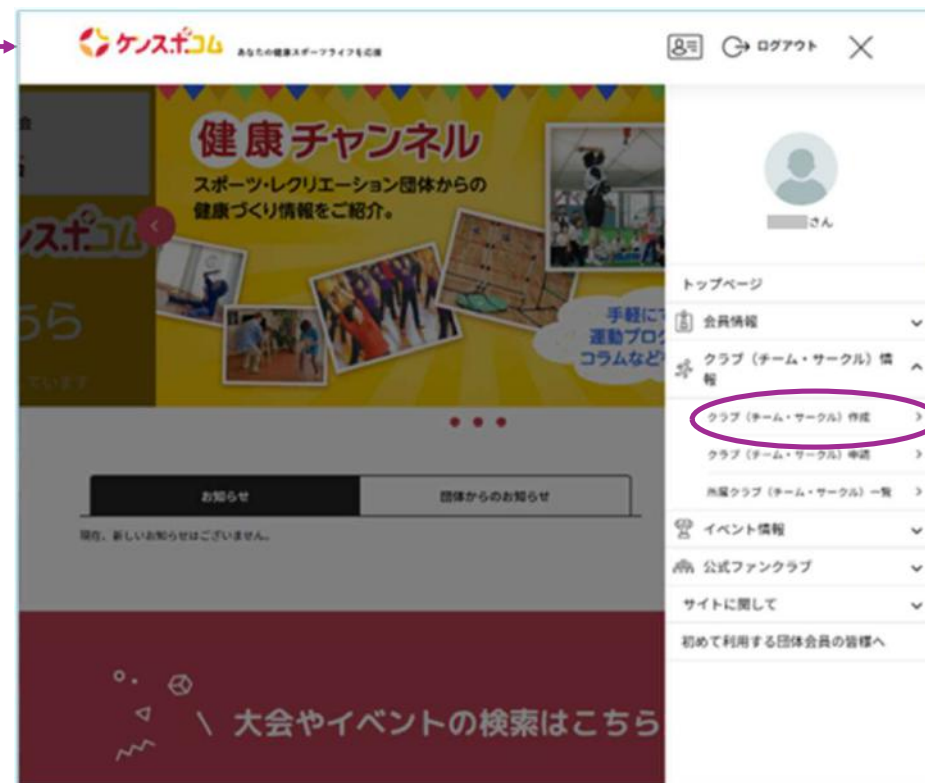 ケンスポコム あなたの健康スポーツライフを応援
ログアウト
会
健康チャンネル
スポーツ・レクリエーション団体からの
健康づくり情報をご紹介。
ンスポコム
ちら
ています
手軽に
運動プロ
コラムなど
さん
トップページ
会員情報
クラブ（チーム・サークル）情
報
クラブ（チーム・サークル）作成
クラブ（チーム・サークル）申請
所属クラブ（チーム・サークル）一覧
イベント情報
公式ファンクラブ
サイトに関して
初めて利用する団体会員の皆様へ
お知らせ
団体からのお知らせ
現在、新しいお知らせはございません。
\ 大会やイベントの検索はこちら